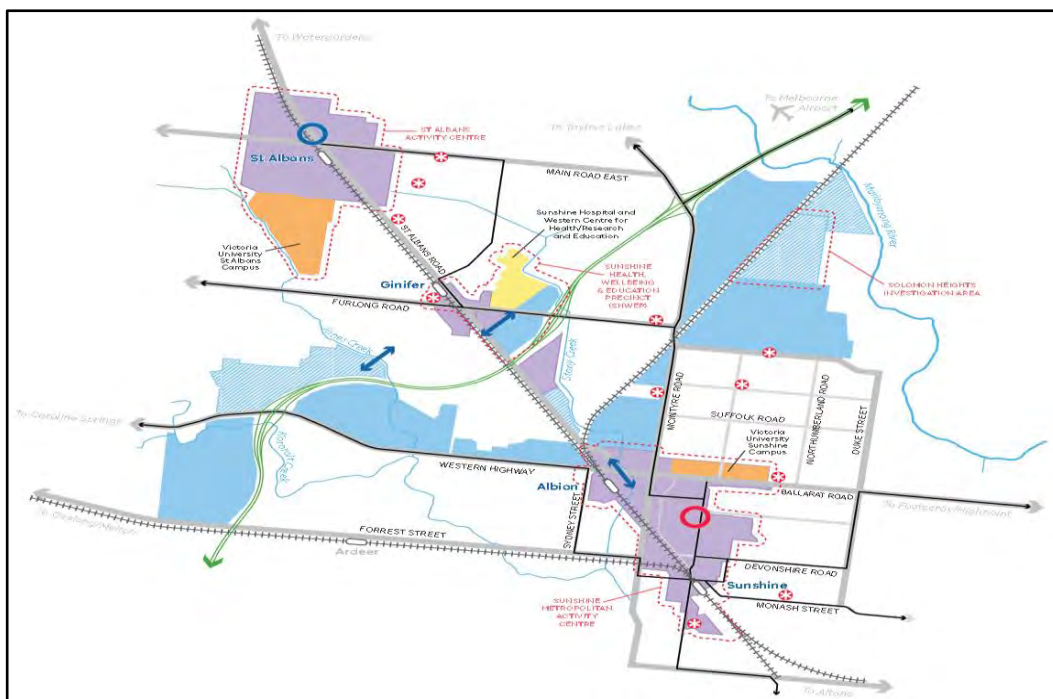 To Watergardens
To Melbourne
Airport
ST ALBANS
ACTIVITY CENTRE
To Taylors Lakes
St. Albans
MAIN ROAD EAST
Maribyrnong River
Sunshine Hospital and
Western Centre for
Health/Research
and Education
Victoria
University
St Albans
Campus
ST ALBANS ROAD
SUNSHINE
HEALTH,
WELLBEING
& EDUCATION
PRECINCT
(SHWEP)
SOLOMON HEIGHTS
INVESTIGATION AREA
Ginifer
FURLONG ROAD
Stony Creek
Creek
MCINTYRE ROAD
SUFFOLK ROAD
NORTHUMBERLAND ROAD
DUKE STREET
To Caroline Springs
Kororoit Creek
Victoria
University
Sunshine
Campus
WESTERN HIGHWAY
Albion
BALLARAT ROAD
SYDNEY STREET
To Footscray/Highpoint
To Geelong/Melton
FORREST STREET
Ardeer
DEVONSHIRE ROAD
Sunshine
MONASH STREET
SUNSHINE
METROPOLITAN
ACTIVITY
CENTRE
To Altona